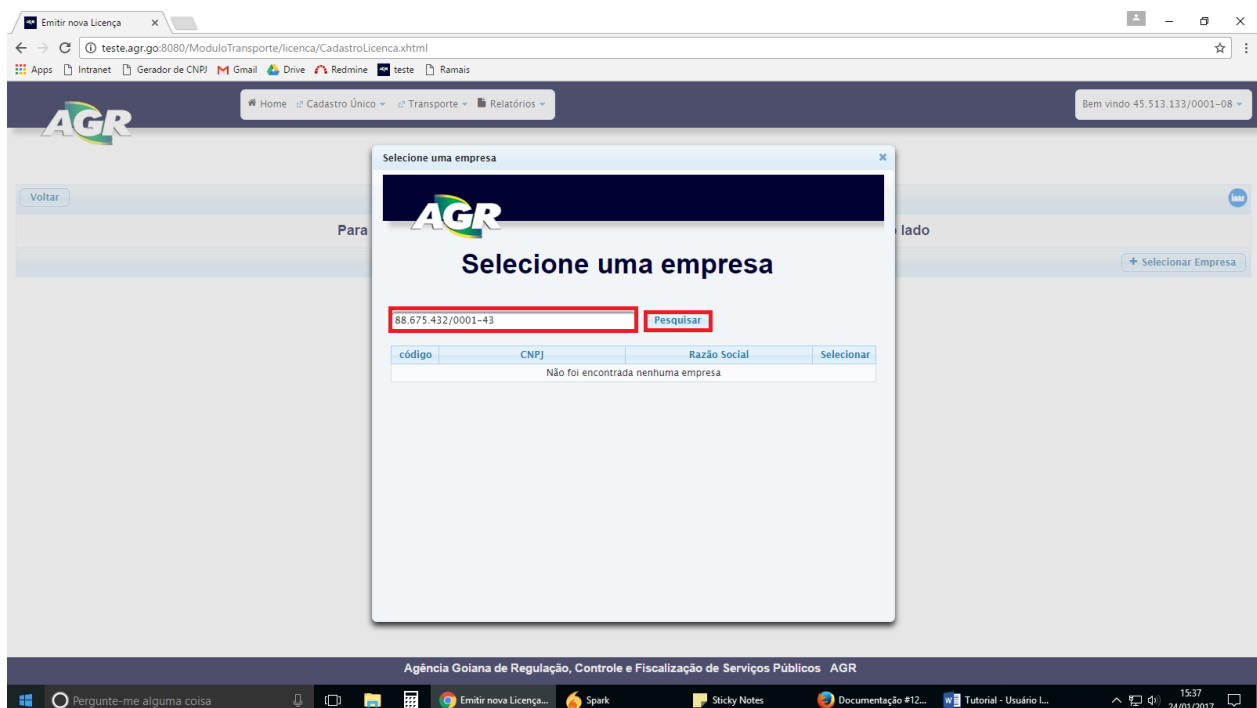 Emitir nova Licença
teste.agr.go:8080/ModuloTransporte/licenca/CadastroLicenca.xhtml
Apps Intranet Gerador de CNPJ Gmail Drive Redmine teste Ramais
AGR
Home Cadastro Único Transporte Relatórios
Bem vindo 45.513.133/0001-08
Selecione uma empresa
Voltar
AGR
Para
lado
Selecione uma empresa
+ Selecionar Empresa
88.675.432/0001-43 Pesquisar
código CNPJ Razão Social Selecionar
Não foi encontrada nenhuma empresa
Agência Goiana de Regulação, Controle e Fiscalização de Serviços Públicos AGR
Pergunte-me alguma coisa
Emitir nova Licença...
Spark
Sticky Notes
Documentação #12...
Tutorial - Usuário I...
15:37
24/01/2017